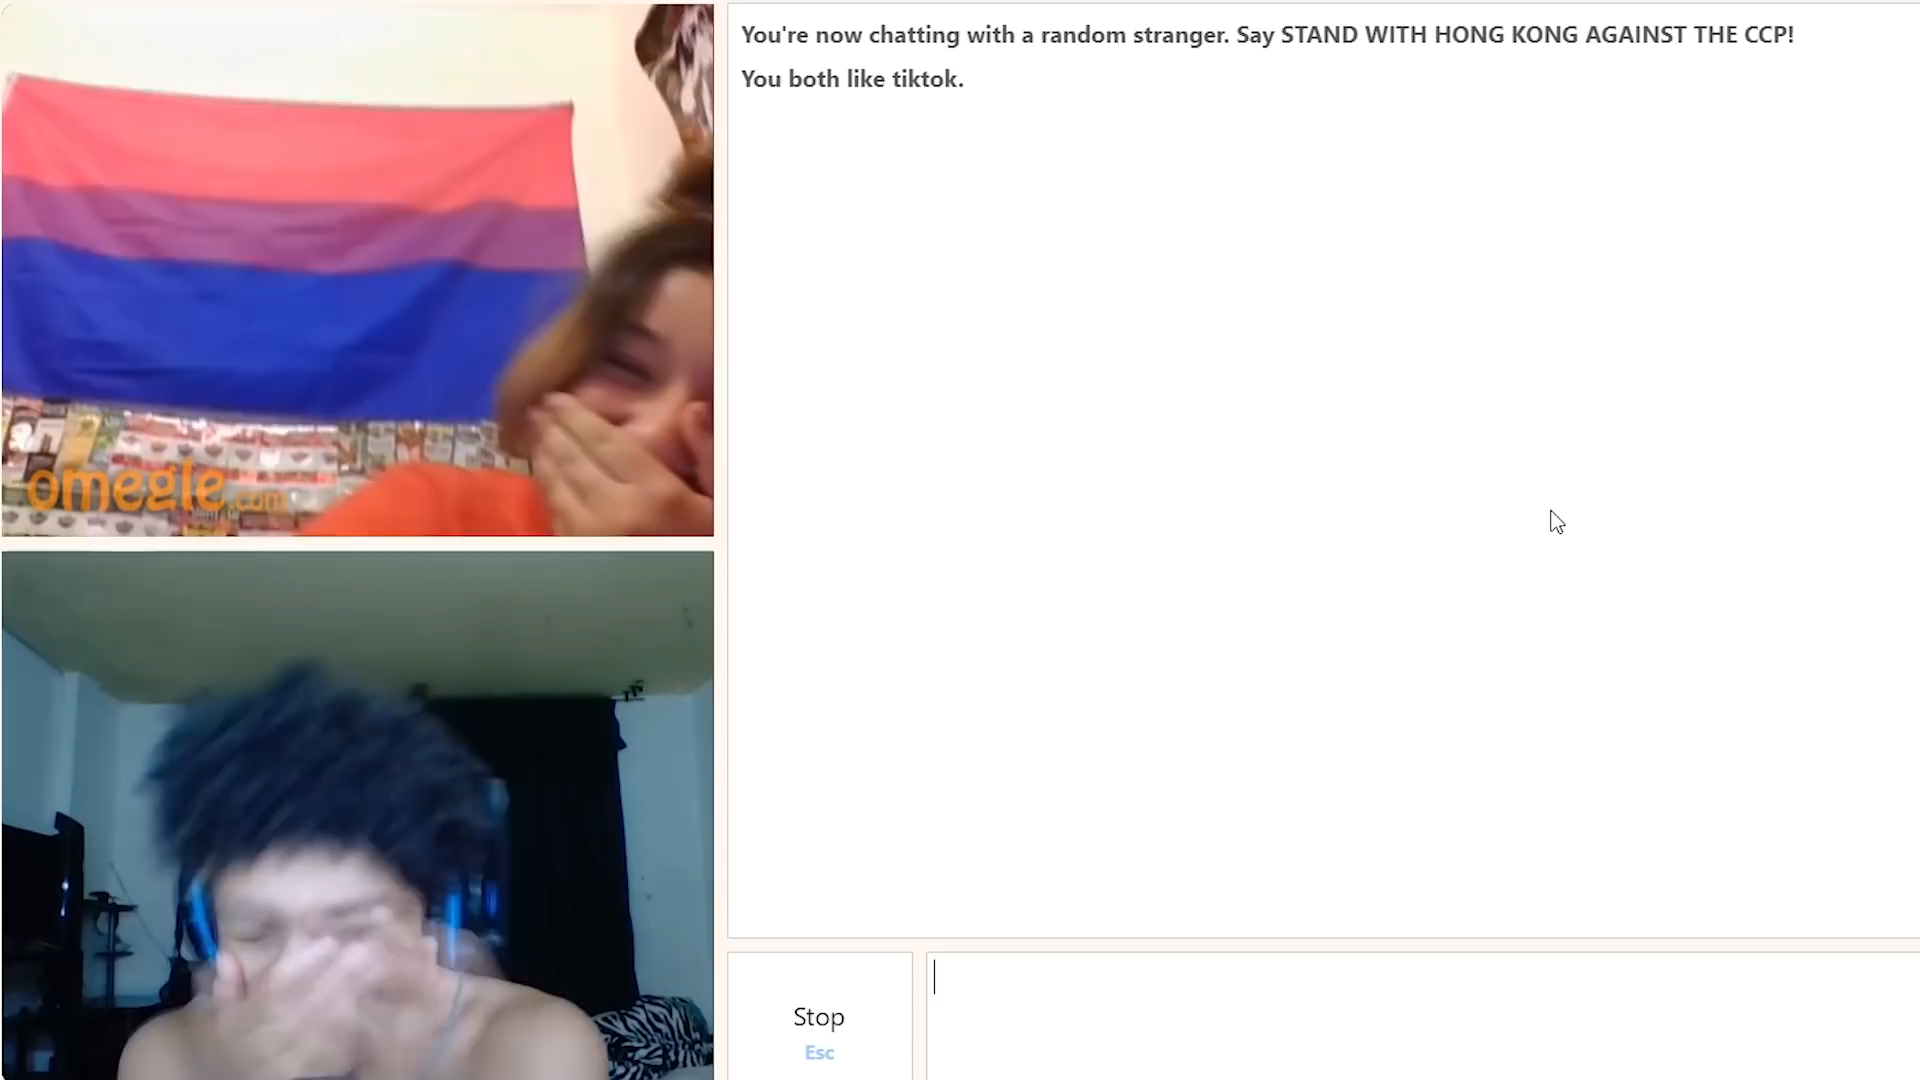 You're now chatting with a random stranger. Say STAND WITH HONG KONG AGAINST THE CCP!
You both like tiktok.
omegle.com
Stop
Esc